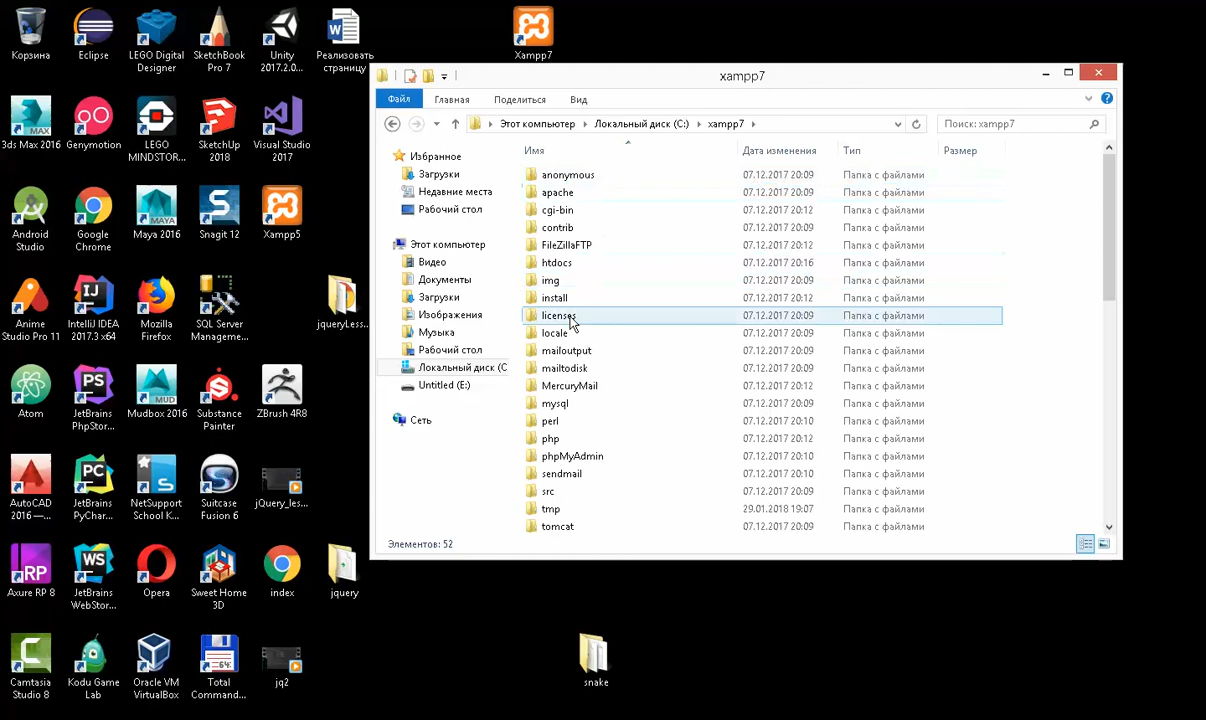 Корзина
Eclipse
LEGO Digital
Designer
SketchBook
Pro 7
Unity
2017.2.0...
Реализовать
страницу
Xampp7
3ds Max 2016
Genymotion
LEGO
MINDSTOR...
SketchUp
2018
Visual Studio
2017
Android
Studio
Google
Chrome
Maya 2016
Snagit 12
Xampp5
Anime
Studio Pro 11
IntelliJ IDEA
2017.3 x64
Mozilla
Firefox
SQL Server
Manageme...
jqueryLess...
Atom
JetBrains
PhpStor...
Mudbox 2016
Substance
Painter
ZBrush 4R8
AutoCAD
2016 —...
JetBrains
PyChar...
NetSupport
School K...
Suitcase
Fusion 6
jQuery_les...
Axure RP 8
JetBrains
WebStor...
Opera
Sweet Home
3D
index
jquery
Camtasia
Studio 8
Kodu Game
Lab
Oracle VM
VirtualBox
Total
Command...
jq2
snake
xampp7
Файл
Главная
Поделиться
Вид
Этот компьютер
Локальный диск (C:)
xampp7
Поиск: xampp7
Избранное
Загрузки
Недавние места
Рабочий стол
Этот компьютер
Видео
Документы
Загрузки
Изображения
Музыка
Рабочий стол
Локальный диск (C
Untitled (E:)
Сеть
Имя Дата изменения Тип Размер
anonymous 07.12.2017 20:09 Папка с файлами
apache 07.12.2017 20:09 Папка с файлами
cgi-bin 07.12.2017 20:12 Папка с файлами
contrib 07.12.2017 20:09 Папка с файлами
FileZillaFTP 07.12.2017 20:12 Папка с файлами
htdocs 07.12.2017 20:16 Папка с файлами
img 07.12.2017 20:09 Папка с файлами
install 07.12.2017 20:12 Папка с файлами
licenses 07.12.2017 20:09 Папка с файлами
locale 07.12.2017 20:09 Папка с файлами
mailoutput 07.12.2017 20:09 Папка с файлами
mailtodisk 07.12.2017 20:09 Папка с файлами
MercuryMail 07.12.2017 20:12 Папка с файлами
mysql 07.12.2017 20:09 Папка с файлами
perl 07.12.2017 20:10 Папка с файлами
php 07.12.2017 20:12 Папка с файлами
phpMyAdmin 07.12.2017 20:10 Папка с файлами
sendmail 07.12.2017 20:10 Папка с файлами
src 07.12.2017 20:09 Папка с файлами
tmp 29.01.2018 19:07 Папка с файлами
tomcat 07.12.2017 20:09 Папка с файлами
Элементов: 52